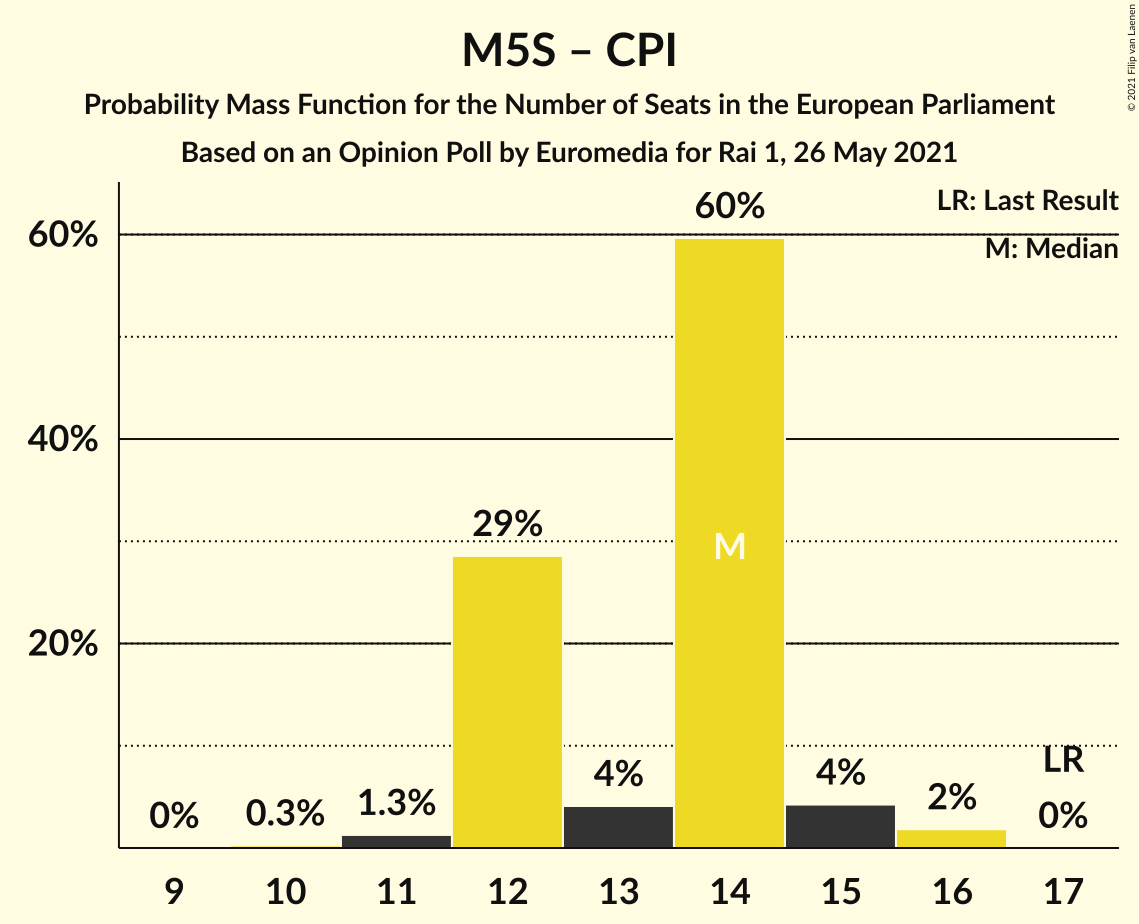 M5S – CPI
Probability Mass Function for the Number of Seats in the European Parliament
Based on an Opinion Poll by Euromedia for Rai 1, 26 May 2021
© 2021 Filip van Laenen
LR: Last Result
M: Median
60%
40%
20%
0%
0.3%
1.3%
29%
4%
60%
M
4%
2%
LR
0%
9 10 11 12 13 14 15 16 17